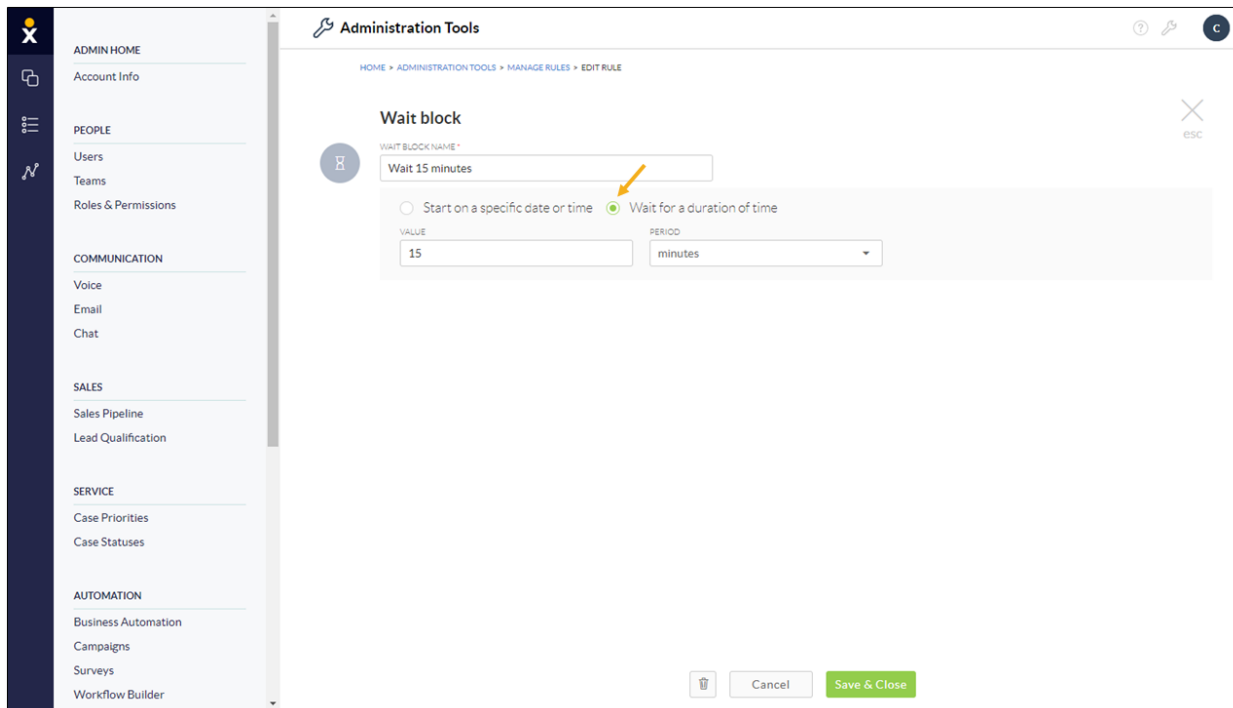 Administration Tools
C
ADMIN HOME
Account Info
PEOPLE
Users
Teams
Roles & Permissions
COMMUNICATION
Voice
Email
Chat
SALES
Sales Pipeline
Lead Qualification
SERVICE
Case Priorities
Case Statuses
AUTOMATION
Business Automation
Campaigns
Surveys
Workflow Builder
HOME > ADMINISTRATION TOOLS > MANAGE RULES > EDIT RULE
Wait block
esc
WAIT BLOCK NAME *
Wait 15 minutes
Start on a specific date or time Wait for a duration of time
VALUE PERIOD
15 minutes
Cancel Save & Close